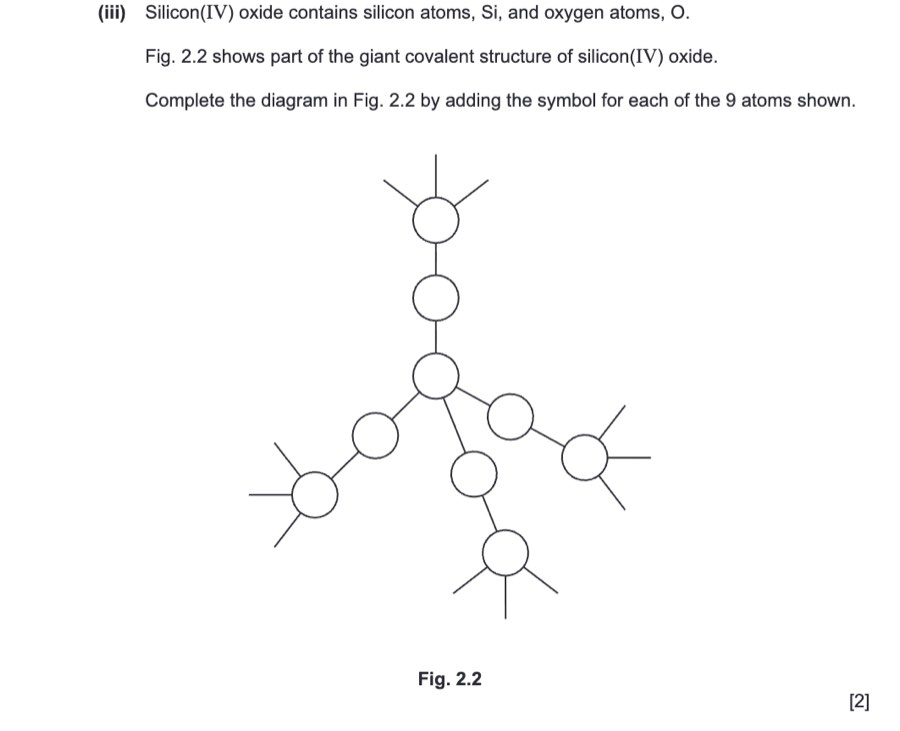 (iii) Silicon(IV) oxide contains silicon atoms, Si, and oxygen atoms, O.
Fig. 2.2 shows part of the giant covalent structure of silicon(IV) oxide.
Complete the diagram in Fig. 2.2 by adding the symbol for each of the 9 atoms shown.
Fig. 2.2
[2]